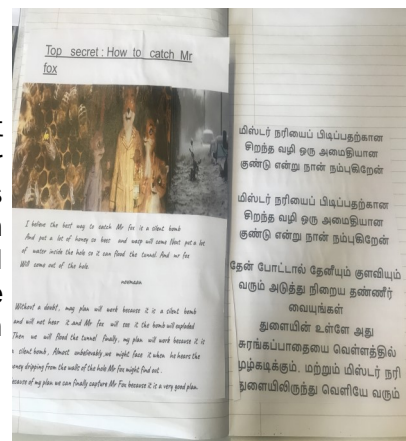 Top secret : How to catch Mr
fox
I believe the best way to catch Mr fox is a silent bomb
And put a lot of honey so bees and wasp will come Next put a lot
of water inside the hole so it can flood the tunnel And mr fox
Will come out of the hole.
Without a doubt, may plan will work because it is a silent bomb
and will not hear it and Mr fox will see it the bomb will exploded
Then we will flood the tunnel finally, my plan will work because it is
a silent bomb, Almost unbelievably we might face it when he hears the
honey dripping from the walls of the hole Mr fox might find out.
because of my plan we can finally capture Mr Fox because it is a very good plan.
மிஸ்டர் நரியைப் பிடிப்பதற்கான
சிறந்த வழி ஒரு அமைதியான
குண்டு என்று நான் நம்புகிறேன்
மிஸ்டர் நரியைப் பிடிப்பதற்கான
சிறந்த வழி ஒரு அமைதியான
குண்டு என்று நான் நம்புகிறேன்
தேன் போட்டால் தேனீயும் குளவியும்
வரும் அடுத்து நிறைய தண்ணீர்
வையுங்கள்
துளையின் உள்ளே அது
சுரங்கப்பாதையை வெள்ளத்தில்
மூழ்கடிக்கும். மற்றும் மிஸ்டர் நரி
துளையிலிருந்து வெளியே வரும்